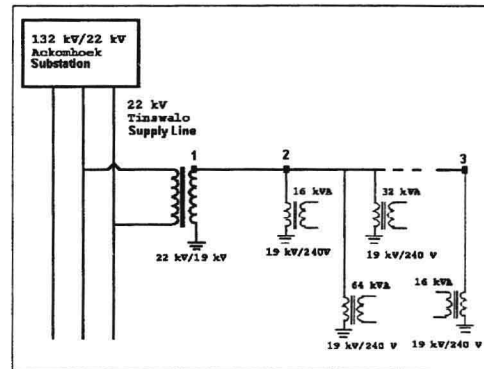 132 kV/22 kV
Ackomhoek
Substation
22 kV
Tinswalo
Supply Line
1
2
3
16 kVA
32 kVA
22 kV/19 kV
19 kV/240V
19 kV/240 V
64 kVA
16 kVA
19 kV/240 V
19 kV/240 V